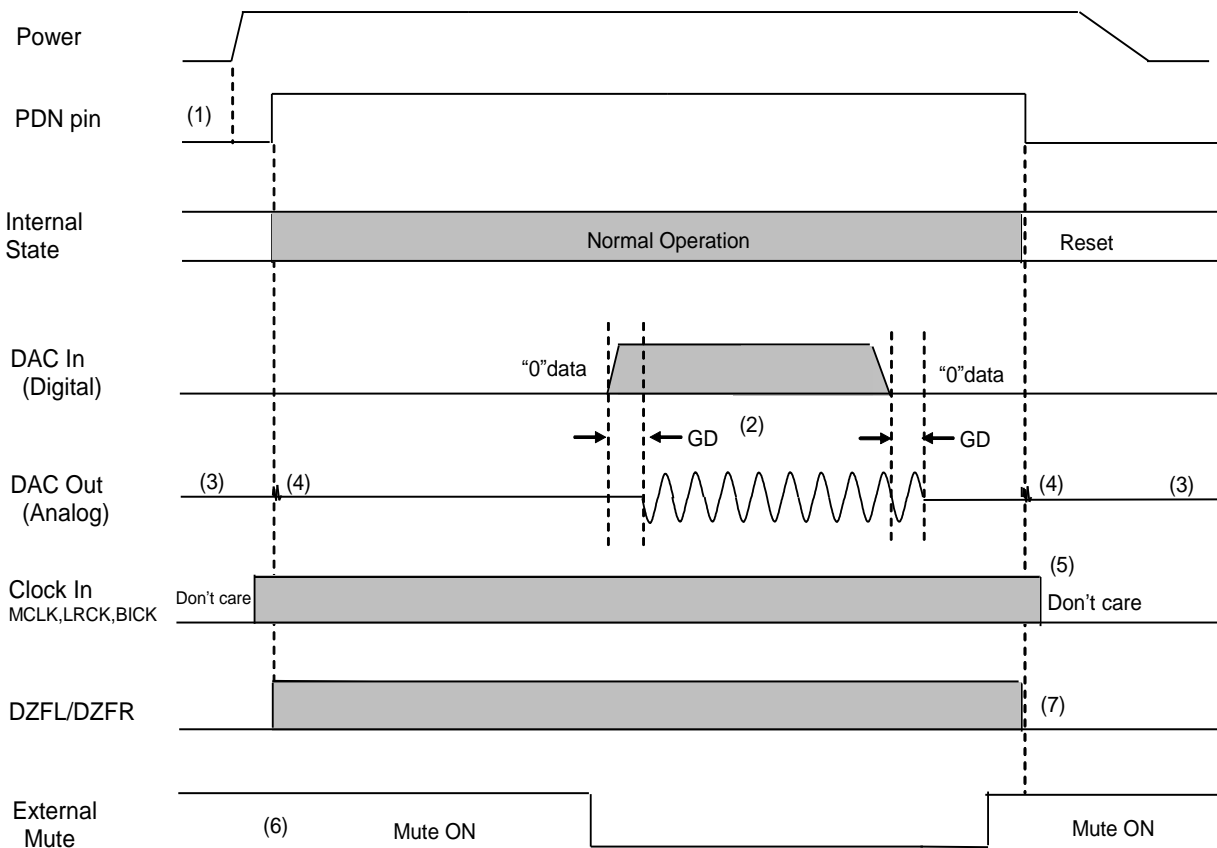 Power
PDN pin
(1)
Internal
State
Normal Operation
Reset
DAC In
(Digital)
“0”data
“0”data
(2)
GD
GD
DAC Out
(Analog)
(3)
(4)
(4)
(3)
Clock In
MCLK,LRCK,BICK
Don’t care
(5)
Don’t care
DZFL/DZFR
(7)
External
Mute
(6)
Mute ON
Mute ON